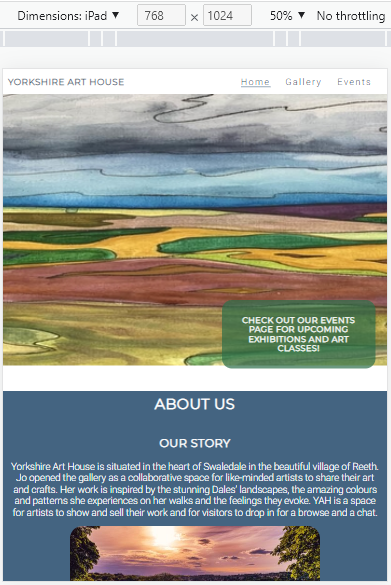 Dimensions: iPad ▼ 768 × 1024 50% ▼ No throttling
YORKSHIRE ART HOUSE Home Gallery Events
CHECK OUT OUR EVENTS
PAGE FOR UPCOMING
EXHIBITIONS AND ART
CLASSES!
ABOUT US
OUR STORY
Yorkshire Art House is situated in the heart of Swaledale in the beautiful village of Reeth.
Jo opened the gallery as a collaborative space for like-minded artists to share their art
and crafts. Her work is inspired by the stunning Dales' landscapes, the amazing colours
and patterns she experiences on her walks and the feelings they evoke. YAH is a space
for artists to show and sell their work and for visitors to drop in for a browse and a chat.